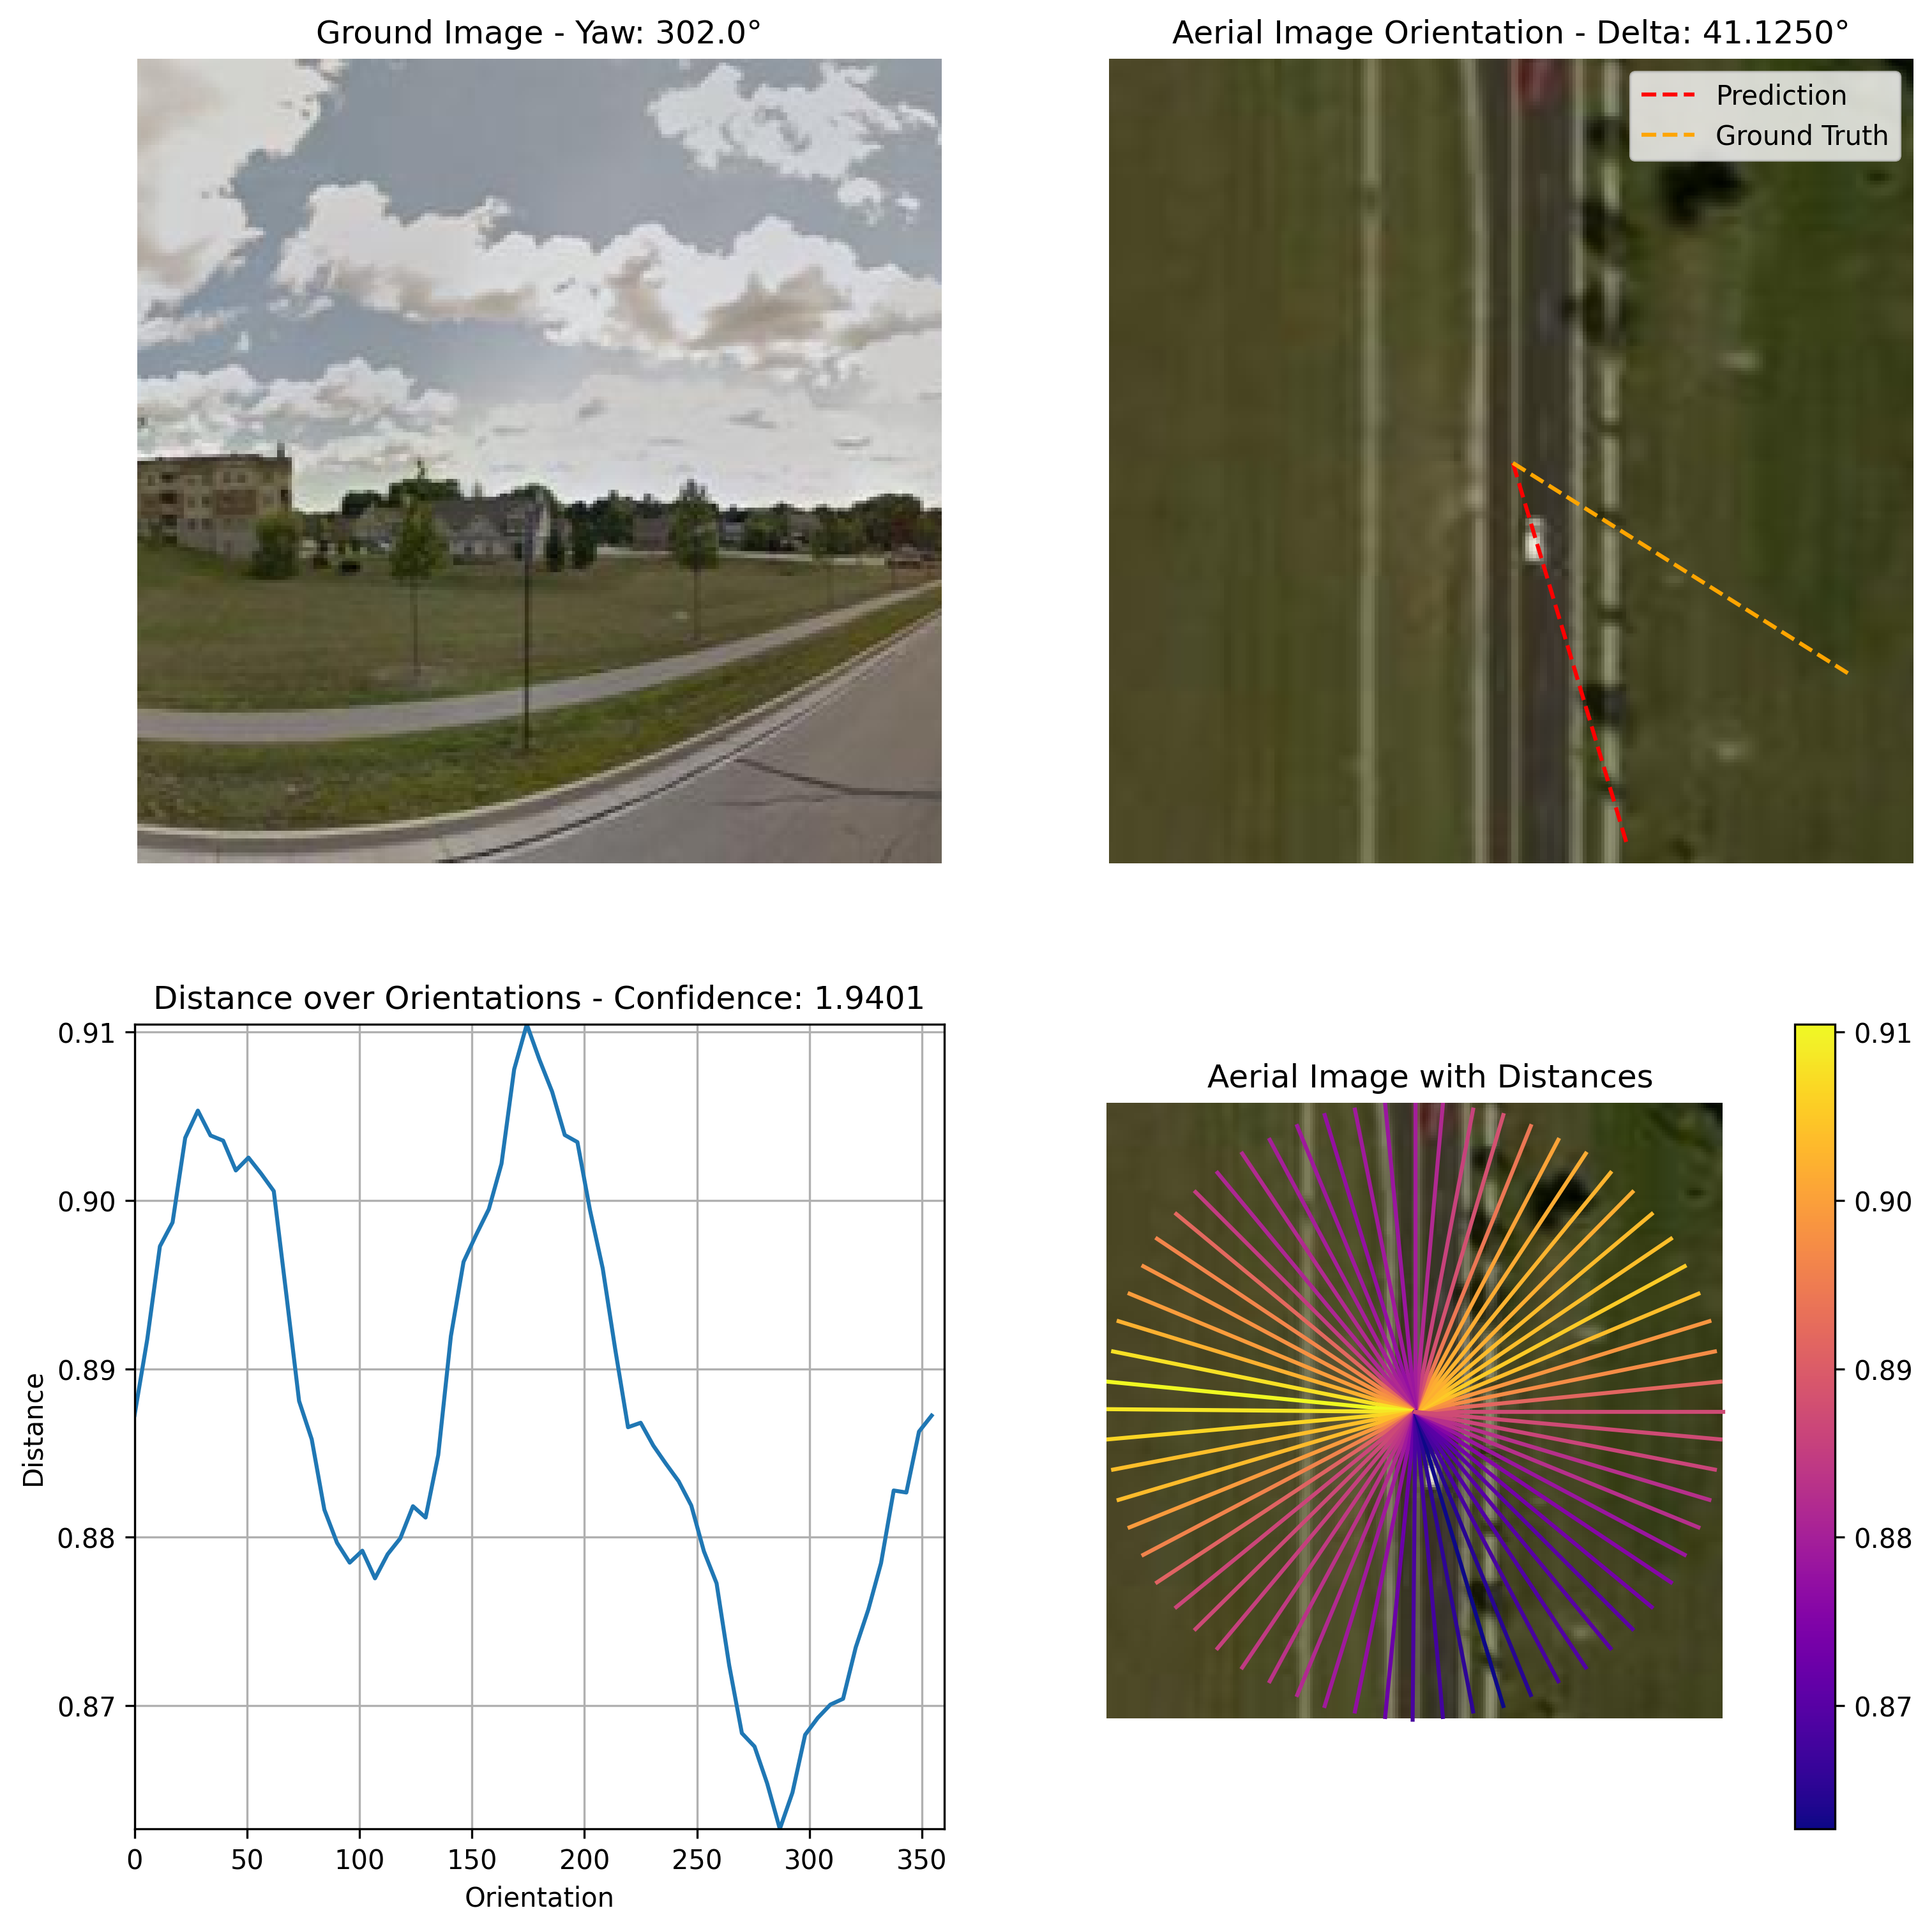 Ground Image - Yaw: 302.0°
Aerial Image Orientation - Delta: 41.1250°
Prediction
Ground Truth
Distance over Orientations - Confidence: 1.9401
0.91
0.90
0.89
0.88
0.87
Distance
0
50
100
150
200
250
300
350
Orientation
Aerial Image with Distances
0.91
0.90
0.89
0.88
0.87